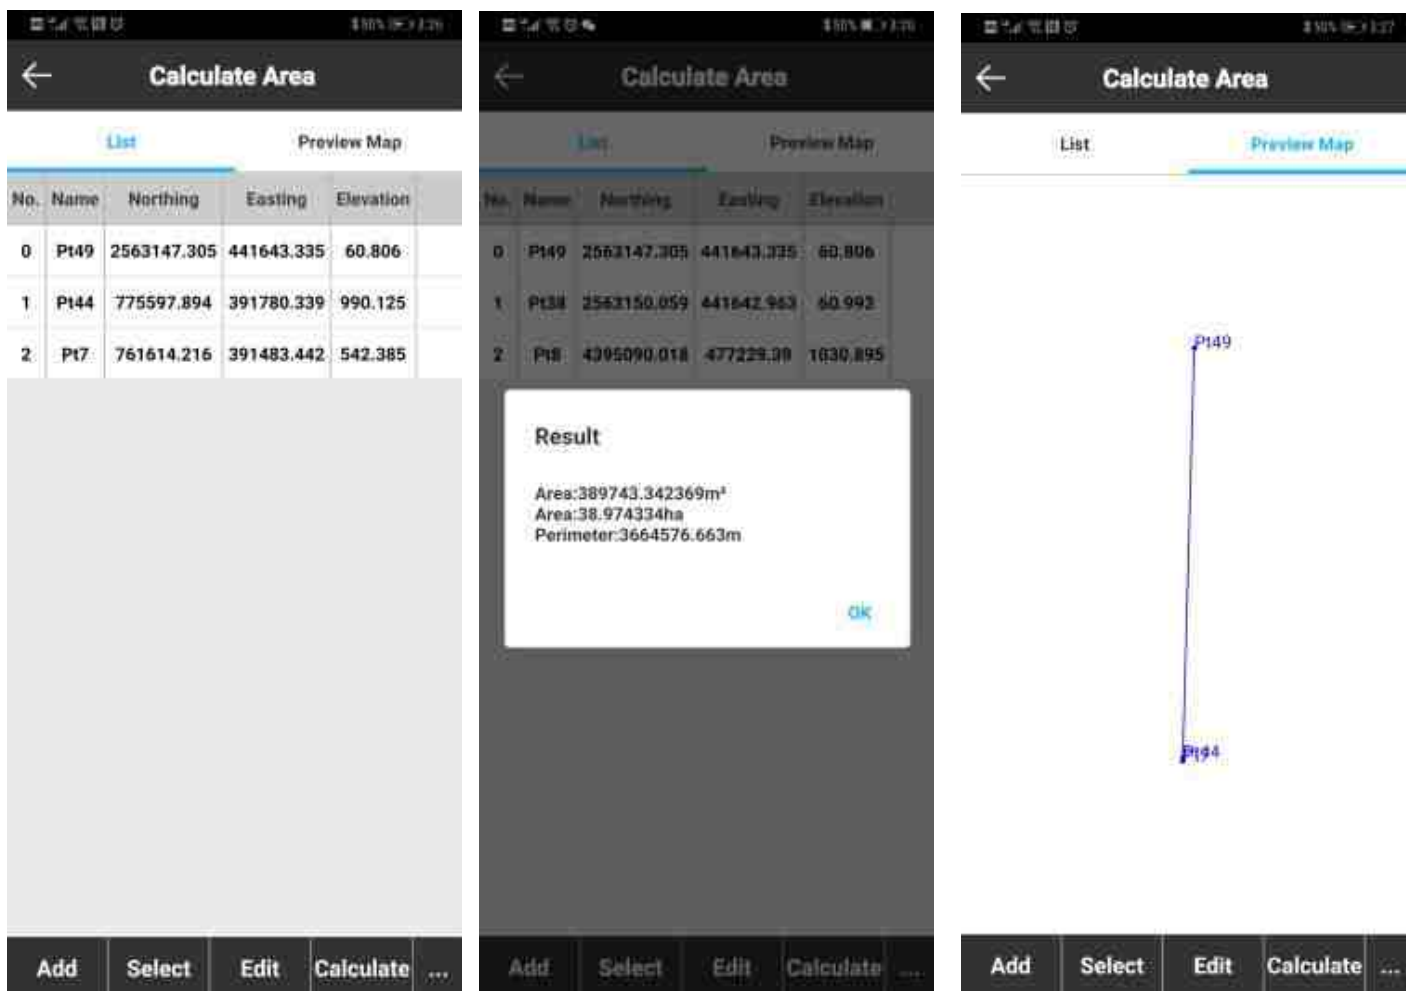 Calculate Area
List Preview Map
No. Name Northing Easting Elevation
0 Pt49 2563147.305 441643.335 60.806
1 Pt44 775597.894 391780.339 990.125
2 Pt7 761614.216 391483.442 542.385
Add Select Edit Calculate ...
Calculate Area
List Preview Map
No. Name Northing Easting Elevation
0 Pt49 2563147.305 441643.335 60.806
1 Pt38 2563150.059 441642.963 60.992
2 Pt8 4395090.018 477229.39 1030.895
Result
Area:389743.342369m²
Area:38.974334ha
Perimeter:3664576.663m
OK
Add Select Edit Calculate ...
Calculate Area
List Preview Map
Pt49
Pt44
Add Select Edit Calculate ...